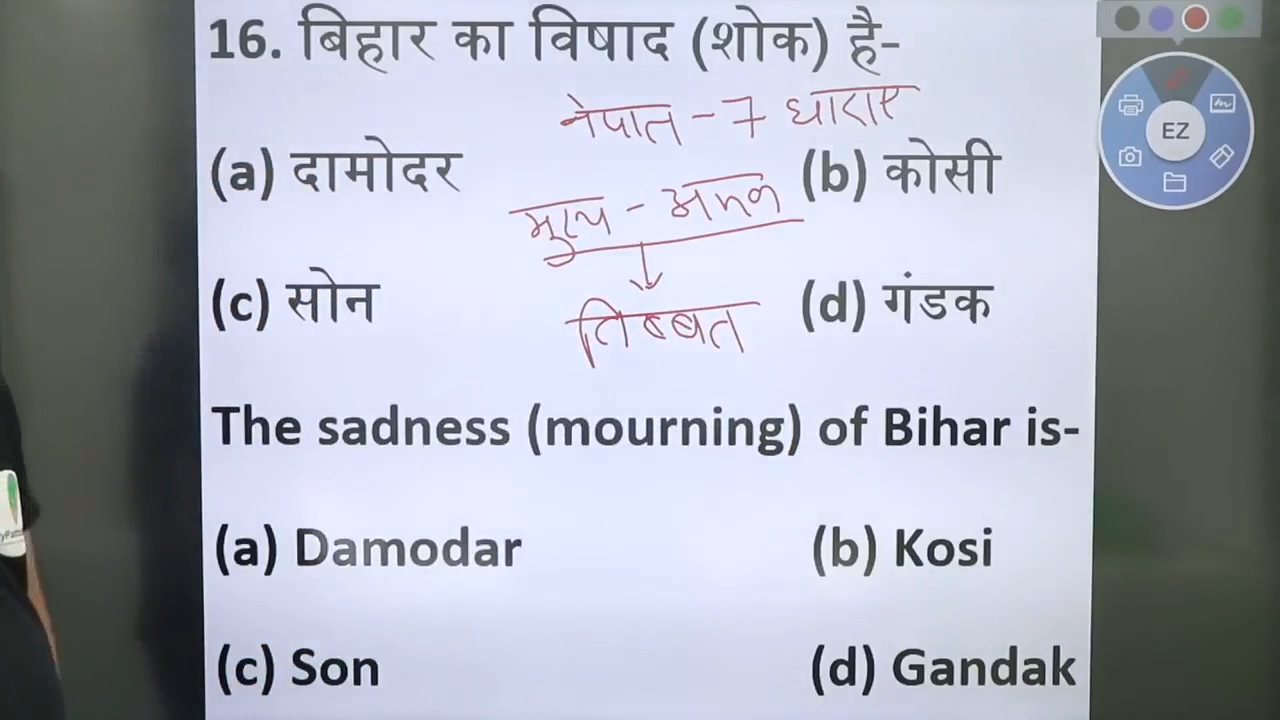 16. बिहार का विषाद (शोक) है-
नेपाल - 7 धाराए
(a) दामोदर (b) कोसी
मुख्य - अरुण
(c) सोन (d) गंडक
तिब्बत
The sadness (mourning) of Bihar is-
(a) Damodar (b) Kosi
(c) Son (d) Gandak
EZ